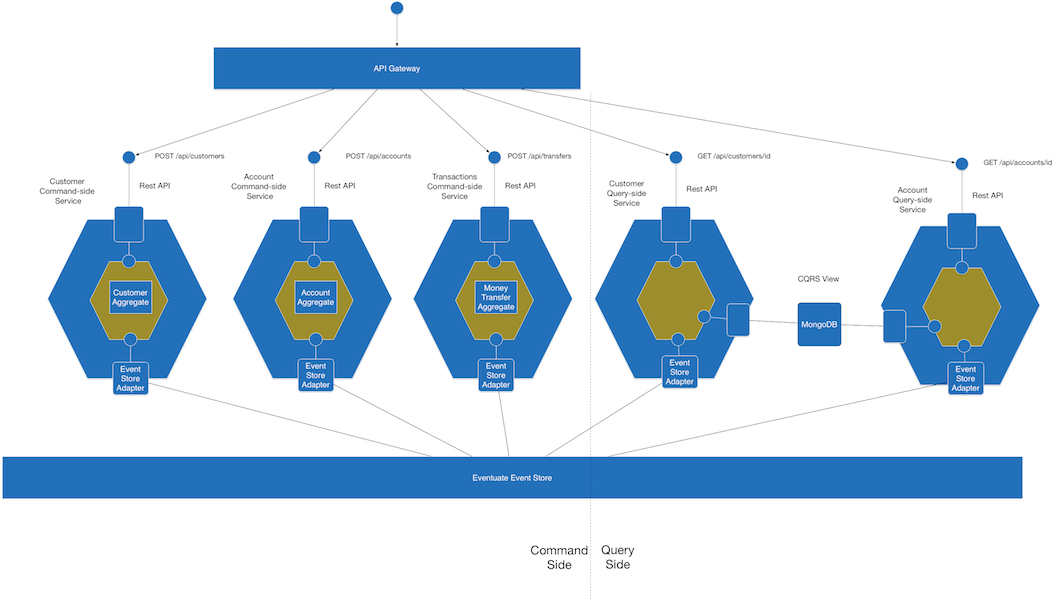 API Gateway
POST /api/customers
POST /api/accounts
POST /api/transfers
GET /api/customers/id
GET /api/accounts/id
Customer
Command-side
Service
Rest API
Account
Command-side
Service
Rest API
Transactions
Command-side
Service
Rest API
Customer
Query-side
Service
Rest API
Account
Query-side
Service
Rest API
Customer
Aggregate
Account
Aggregate
Money
Transfer
Aggregate
CQRS View
MongoDB
Event
Store
Adapter
Event
Store
Adapter
Event
Store
Adapter
Event
Store
Adapter
Event
Store
Adapter
Eventuate Event Store
Command
Side
Query
Side